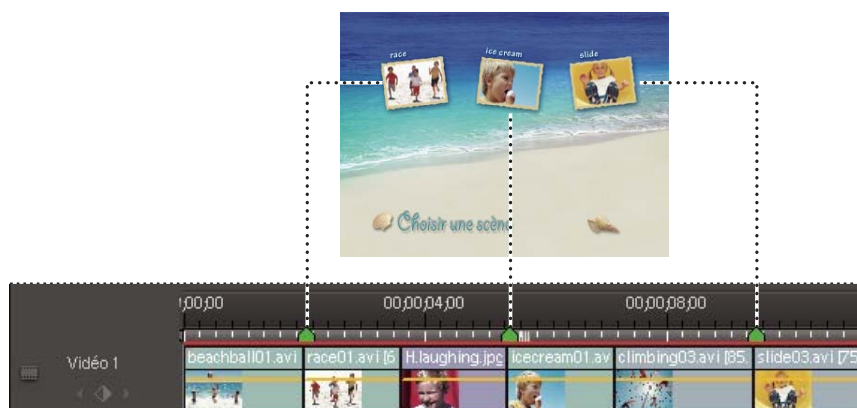 race
ice cream
slide
Choisir une scène
;00;00
00;00;04;00
00;00;08;00
Vidéo 1
beachball01.avi
race01.avi [6
H.laughing.jpg
icecream01.av
climbing03.avi [85.
slide03.avi [75